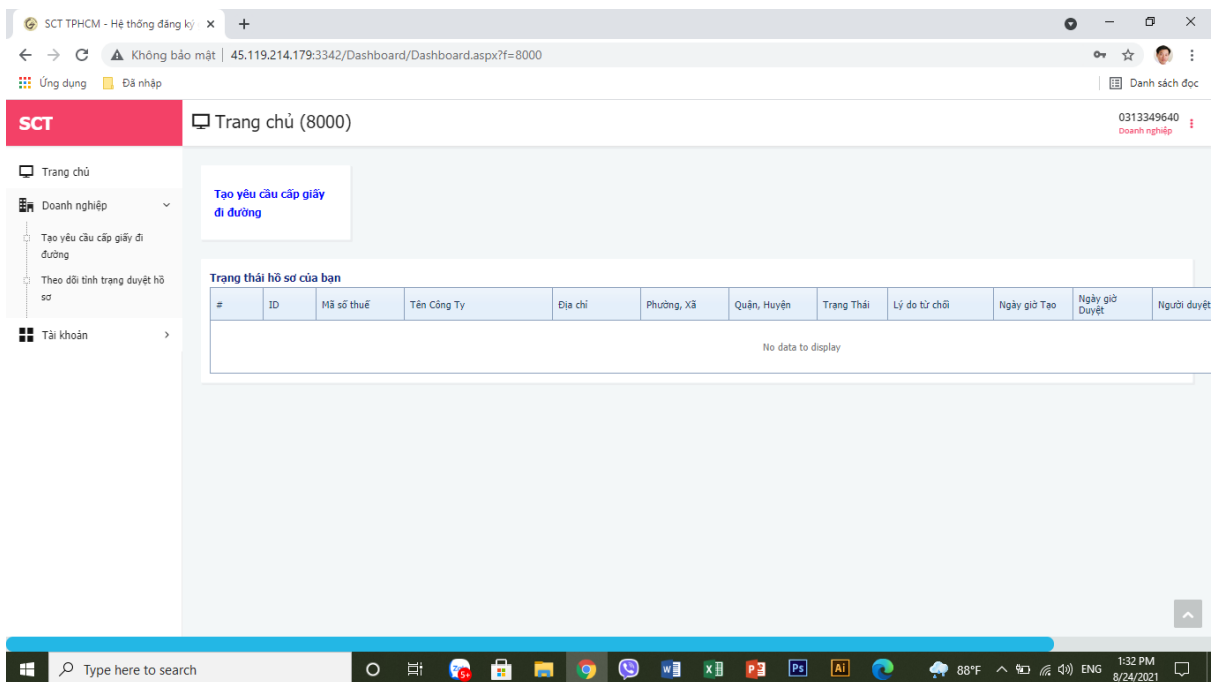 SCT TPHCM - Hệ thống đăng ký
Không bảo mật | 45.119.214.179:3342/Dashboard/Dashboard.aspx?f=8000
Ứng dụng Đã nhập Danh sách đọc
SCT
Trang chủ (8000)
0313349640
Doanh nghiệp
Trang chủ
Doanh nghiệp
Tạo yêu cầu cấp giấy đi
đường
Theo dõi tình trạng duyệt hồ
sơ
Tài khoản
Tạo yêu cầu cấp giấy
đi đường
Trạng thái hồ sơ của bạn
# ID Mã số thuế Tên Công Ty Địa chỉ Phường, Xã Quận, Huyện Trạng Thái Lý do từ chối Ngày giờ Tạo Ngày giờ Duyệt Người duyệt
No data to display
Type here to search
88°F ENG 1:32 PM
8/24/2021